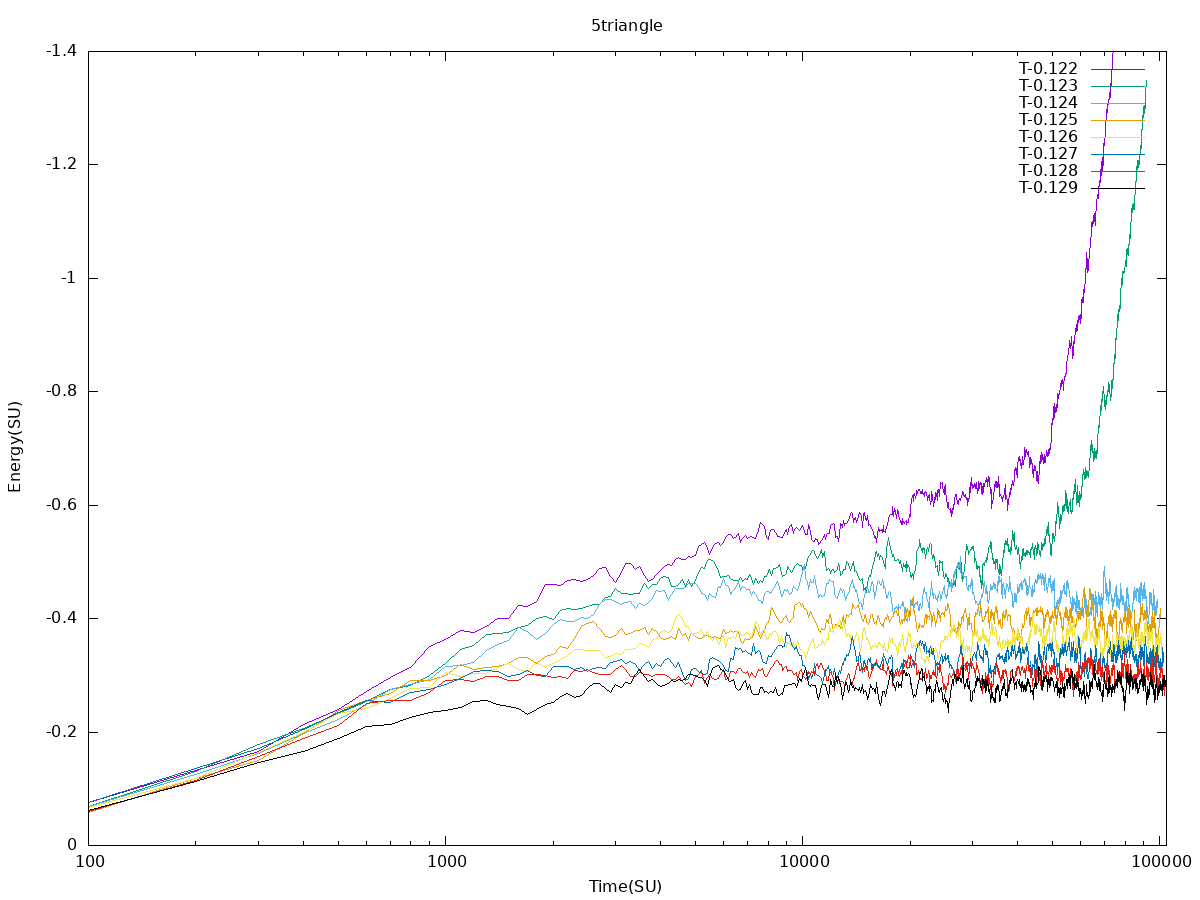 5triangle
-1.4
-1.2
-1
-0.8
-0.6
-0.4
-0.2
0
100
1000
10000
100000
Energy(SU)
Time(SU)
T-0.122
T-0.123
T-0.124
T-0.125
T-0.126
T-0.127
T-0.128
T-0.129